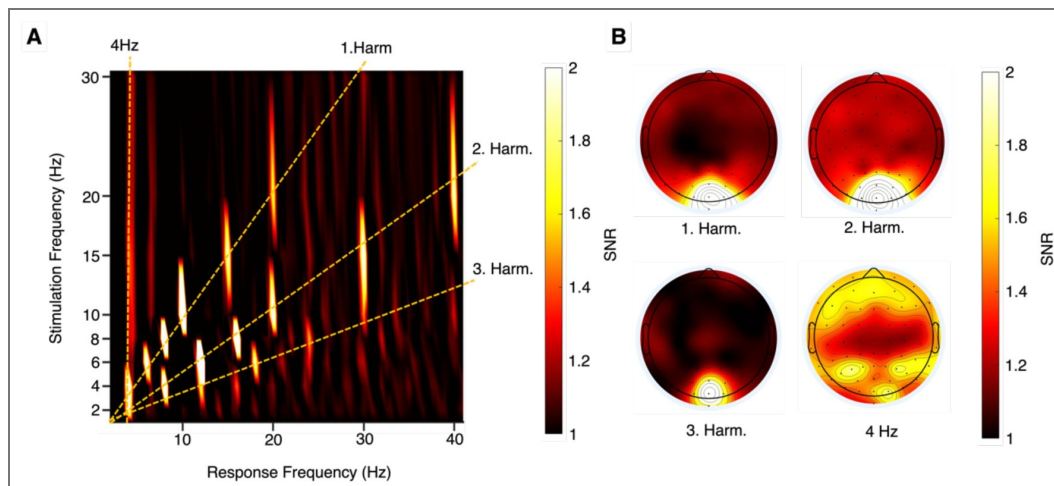 A
4Hz
1.Harm
2. Harm.
3. Harm.
30
20
15
10
8
6
4
2
Stimulation Frequency (Hz)
10
20
30
40
Response Frequency (Hz)
2
1.8
1.6
1.4
1.2
1
SNR
B
1. Harm.
2. Harm.
3. Harm.
4 Hz
2
1.8
1.6
1.4
1.2
1
SNR